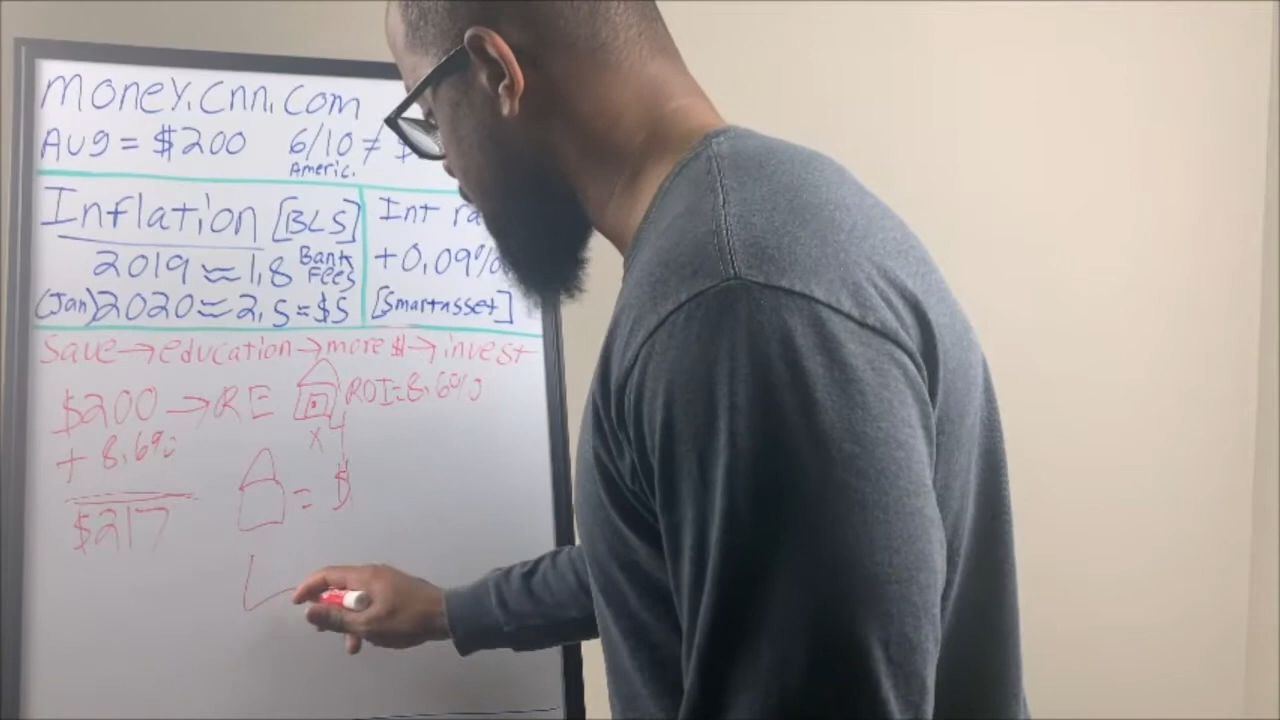 money.cnn.com
Aug = $200 6/10 ≠ $
Americ.
Inflation [BLS]
2019 ≈ 1.8 Bank Fees
(Jan) 2020 ≈ 2.5 = $5
Int ra
+0.09%
[Smartasset]
Save → education → more $ → invest
$200 → RE ROI=8.6%
+ 8.6%
x
$217
= $